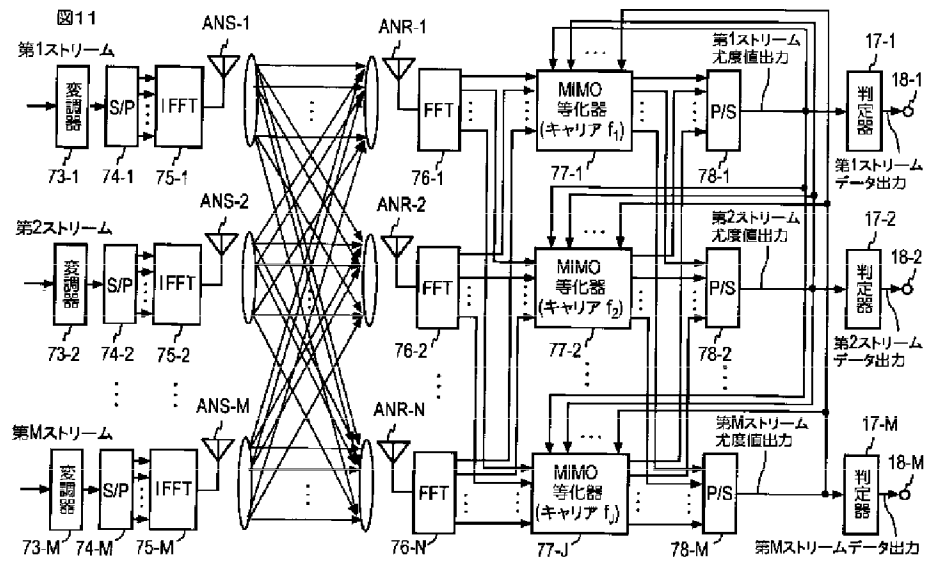 図11
第1ストリーム
変調器
73-1
S/P
74-1
IFFT
75-1
ANS-1
ANR-1
FFT
76-1
MIMO
等化器
(キャリア f1)
77-1
P/S
78-1
第1ストリーム
尤度値出力
17-1
判定器
18-1
第1ストリーム
データ出力
第2ストリーム
変調器
73-2
S/P
74-2
IFFT
75-2
ANS-2
ANR-2
FFT
76-2
MIMO
等化器
(キャリア f2)
77-2
P/S
78-2
第2ストリーム
尤度値出力
17-2
判定器
18-2
第2ストリーム
データ出力
第Mストリーム
変調器
73-M
S/P
74-M
IFFT
75-M
ANS-M
ANR-N
FFT
76-N
MIMO
等化器
(キャリア fJ)
77-J
P/S
78-M
第Mストリーム
尤度値出力
17-M
判定器
18-M
第Mストリームデータ出力